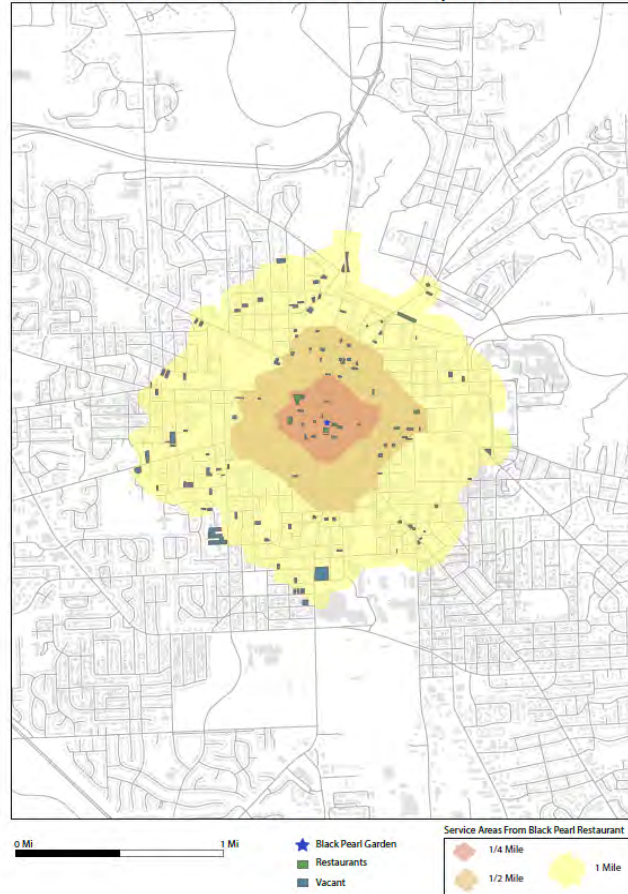 Service Areas From Black Pearl Restaurant
0 Mi 1 Mi
Black Pearl Garden
Restaurants
Vacant
1/4 Mile
1/2 Mile
1 Mile